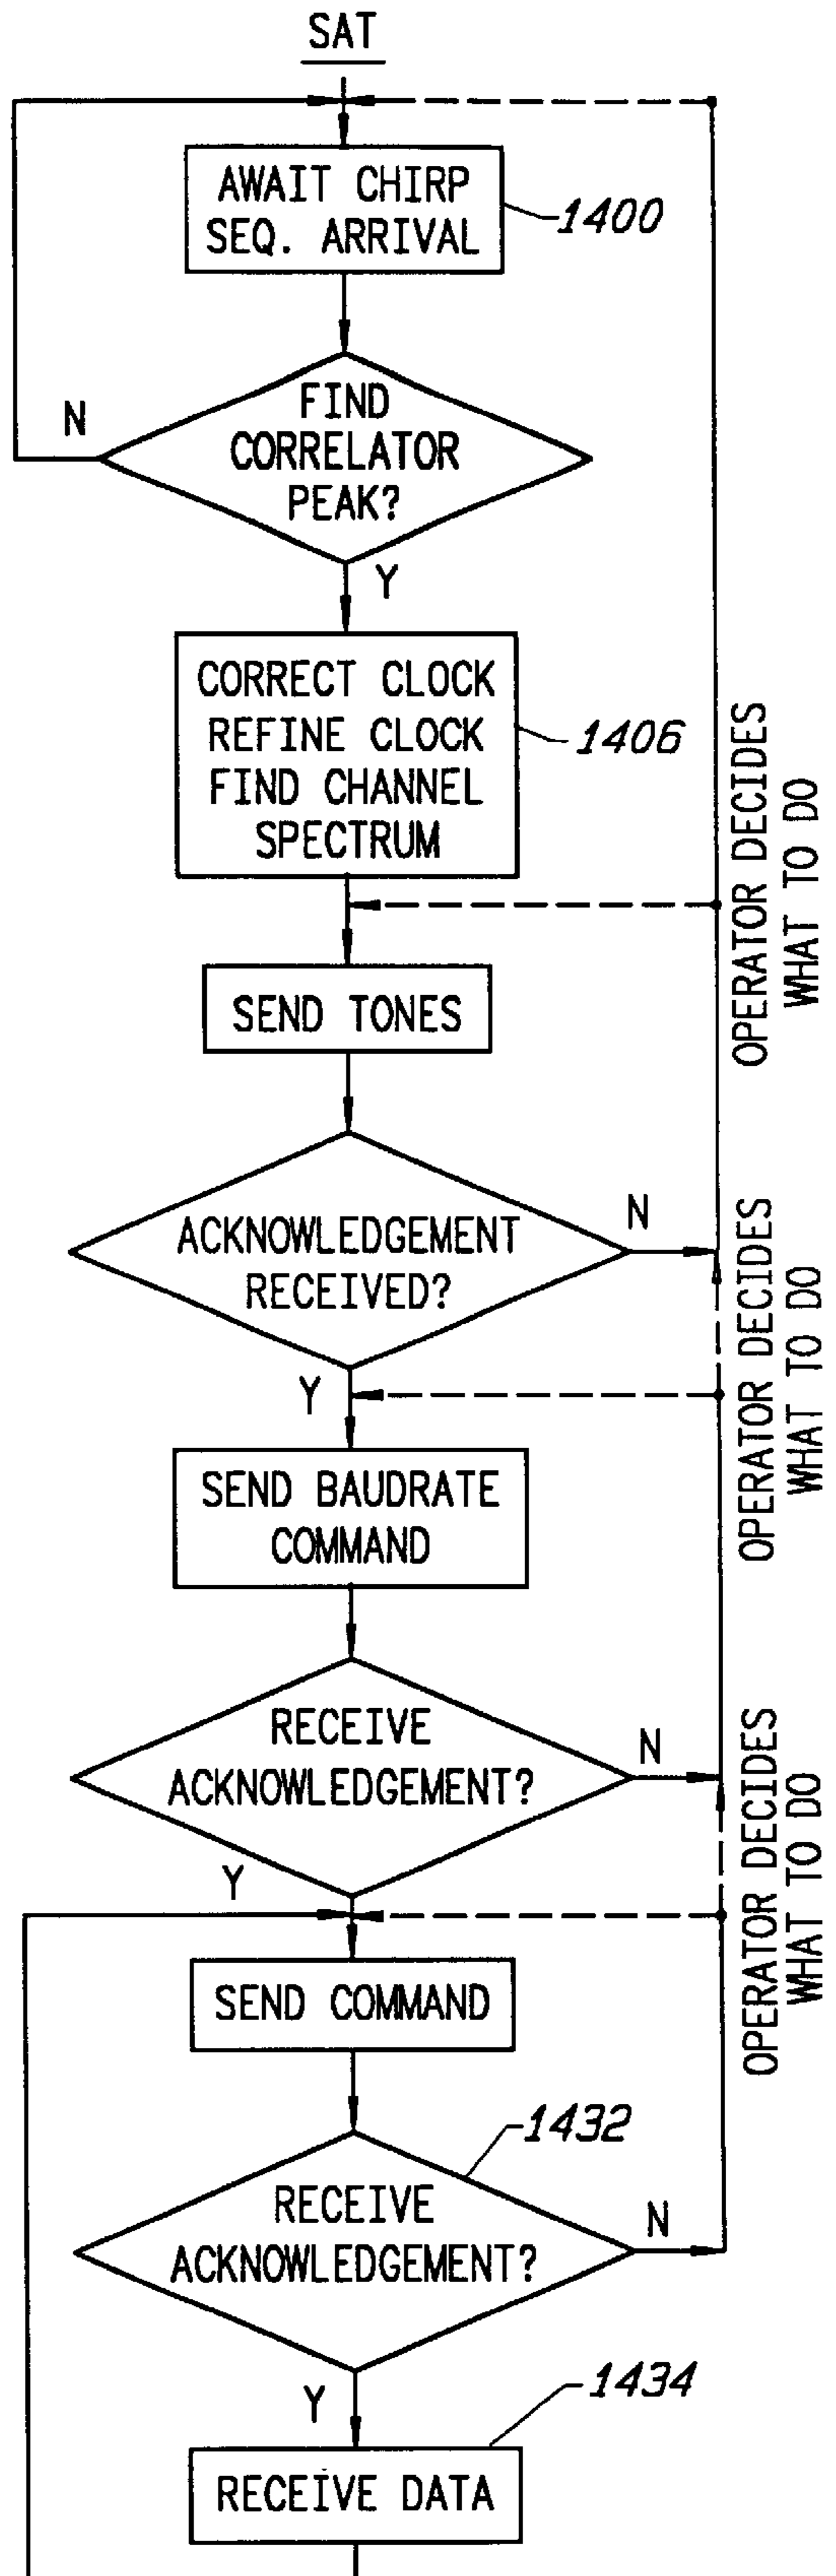 SAT
AWAIT CHIRP
SEQ. ARRIVAL
1400
FIND
CORRELATOR
PEAK?
N
Y
CORRECT CLOCK
REFINE CLOCK
FIND CHANNEL
SPECTRUM
1406
OPERATOR DECIDES
WHAT TO DO
SEND TONES
ACKNOWLEDGEMENT
RECEIVED?
N
Y
OPERATOR DECIDES
WHAT TO DO
SEND BAUDRATE
COMMAND
RECEIVE
ACKNOWLEDGEMENT?
N
Y
OPERATOR DECIDES
WHAT TO DO
SEND COMMAND
1432
RECEIVE
ACKNOWLEDGEMENT?
N
Y
1434
RECEIVE DATA